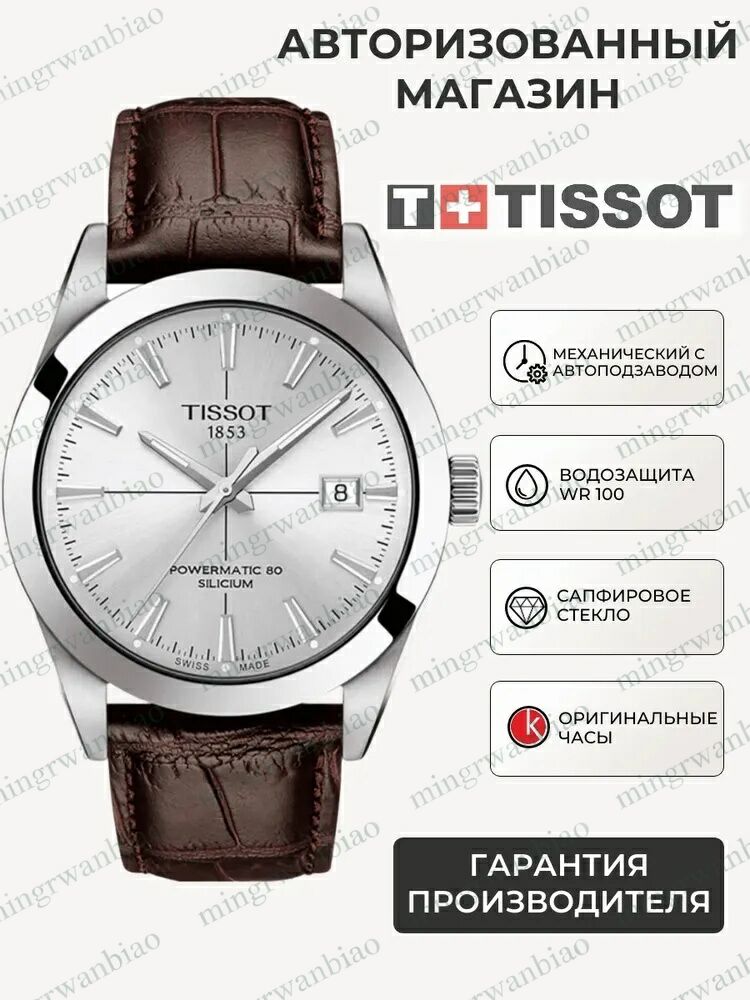 АВТОРИЗОВАННЫЙ
МАГАЗИН
T+TISSOT
МЕХАНИЧЕСКИЙ С
АВТОПОДЗАВОДОМ
ВОДОЗАЩИТА
WR 100
САПФИРОВОЕ
СТЕКЛО
ОРИГИНАЛЬНЫЕ
ЧАСЫ
ГАРАНТИЯ
ПРОИЗВОДИТЕЛЯ
TISSOT
1853
8
POWERMATIC 80
SILICIUM
SWISS MADE
k
mingrwanbiao